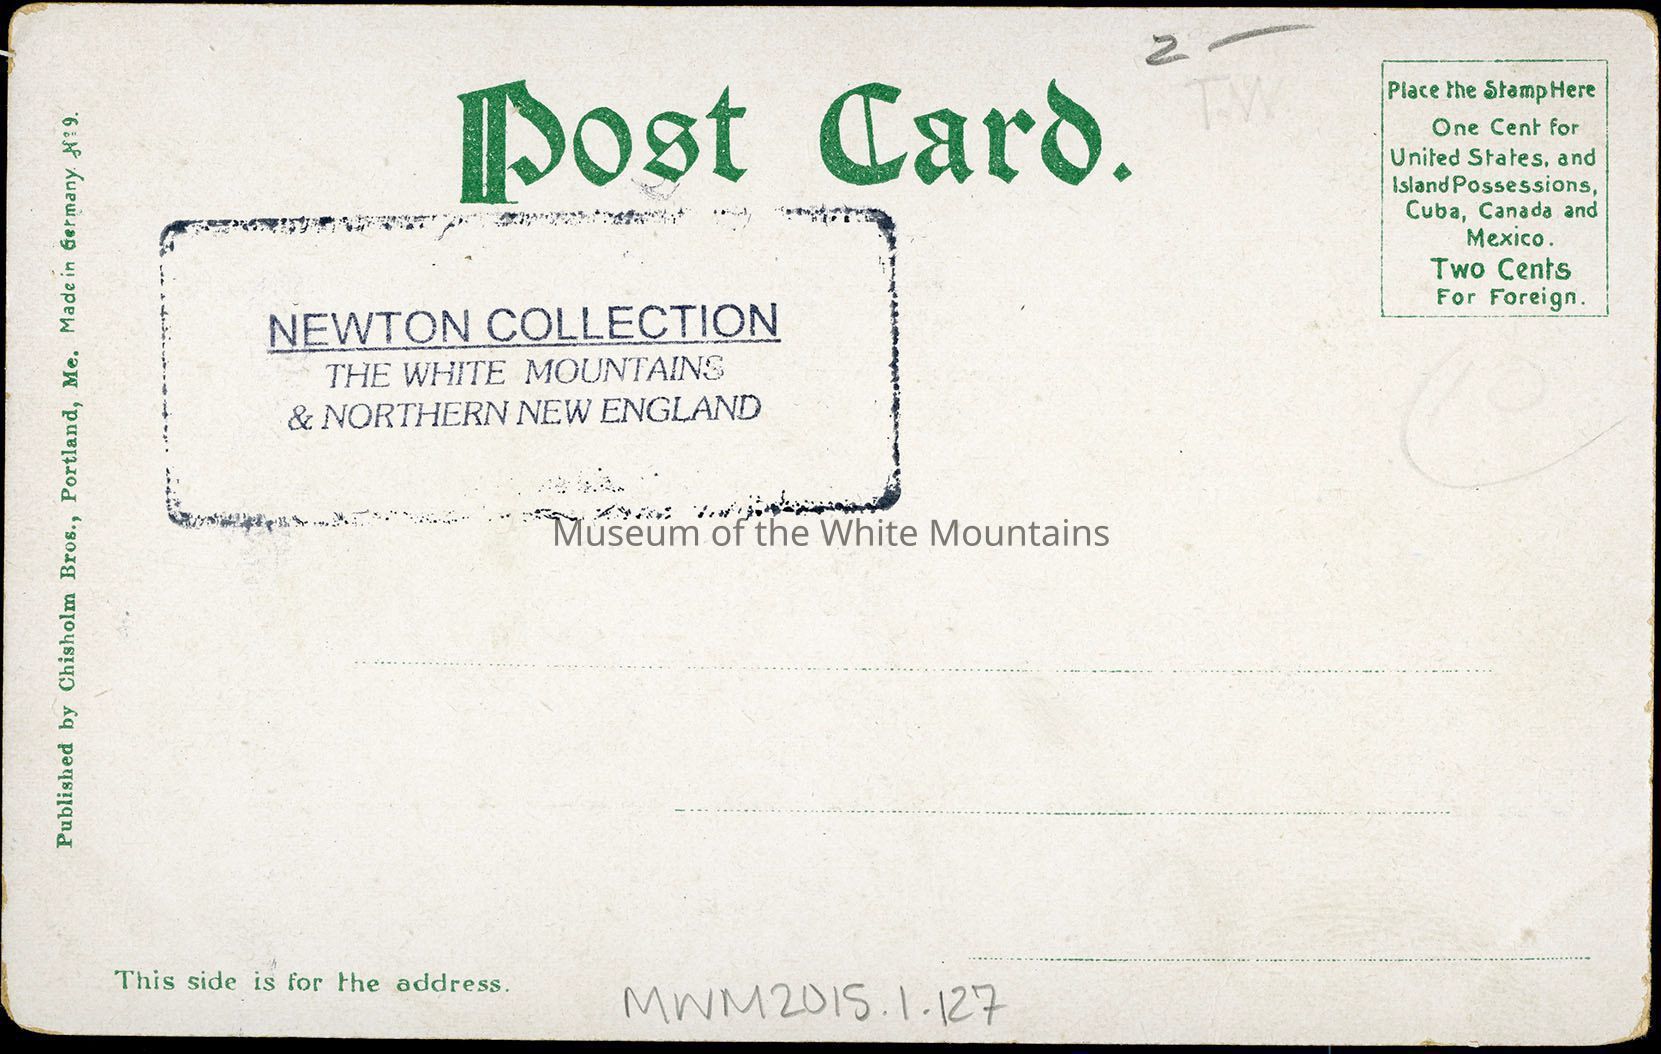 Post Card.
2 —
Place the Stamp Here
One Cent for
United States, and
Island Possessions,
Cuba, Canada and
Mexico.
Two Cents
For Foreign.
NEWTON COLLECTION
THE WHITE MOUNTAINS
& NORTHERN NEW ENGLAND
Museum of the White Mountains
Published by Chisholm Bros., Portland, Me. Made in Germany. Nº 9.
This side is for the address.
MWM2015.1.127